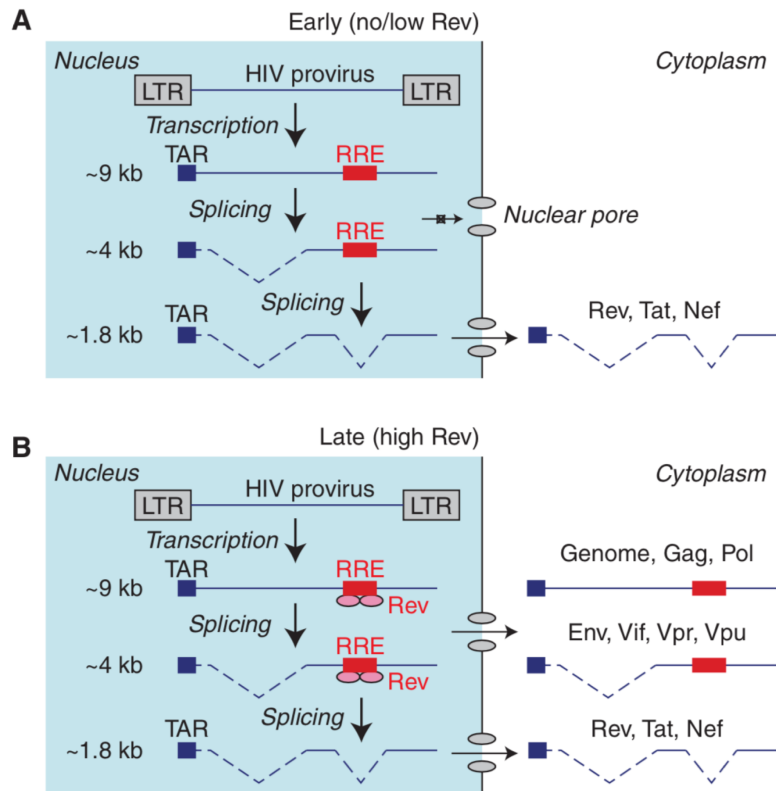 A
Early (no/low Rev)
Nucleus
Cytoplasm
HIV provirus
LTR
LTR
Transcription
TAR
RRE
~9 kb
Splicing
Nuclear pore
RRE
~4 kb
Splicing
TAR
Rev, Tat, Nef
~1.8 kb
Late (high Rev)
B
Nucleus
Cytoplasm
HIV provirus
LTR
LTR
Transcription
Genome, Gag, Pol
TAR
RRE
~9 kb
Rev
Splicing
Env, Vif, Vpr, Vpu
RRE
~4 kb
Rev
Splicing
TAR
Rev, Tat, Nef
~1.8 kb